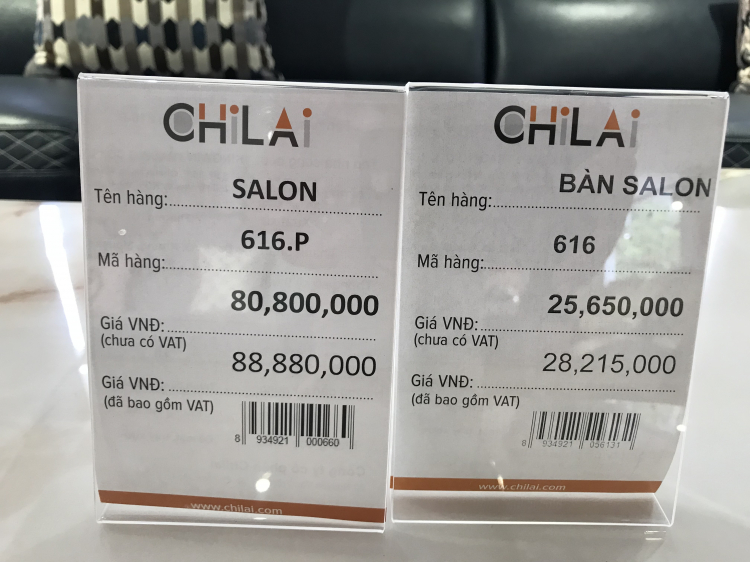 CHiLAi
Tên hàng: SALON
Mã hàng: 616.P
Giá VNĐ: 80,800,000
(chưa có VAT)
Giá VNĐ: 88,880,000
(đã bao gồm VAT)
8 934921 000660
www.chilai.com
CHiLAi
Tên hàng: BÀN SALON
Mã hàng: 616
Giá VNĐ: 25,650,000
(chưa có VAT)
Giá VNĐ: 28,215,000
(đã bao gồm VAT)
8 934921 056131
www.chilai.com